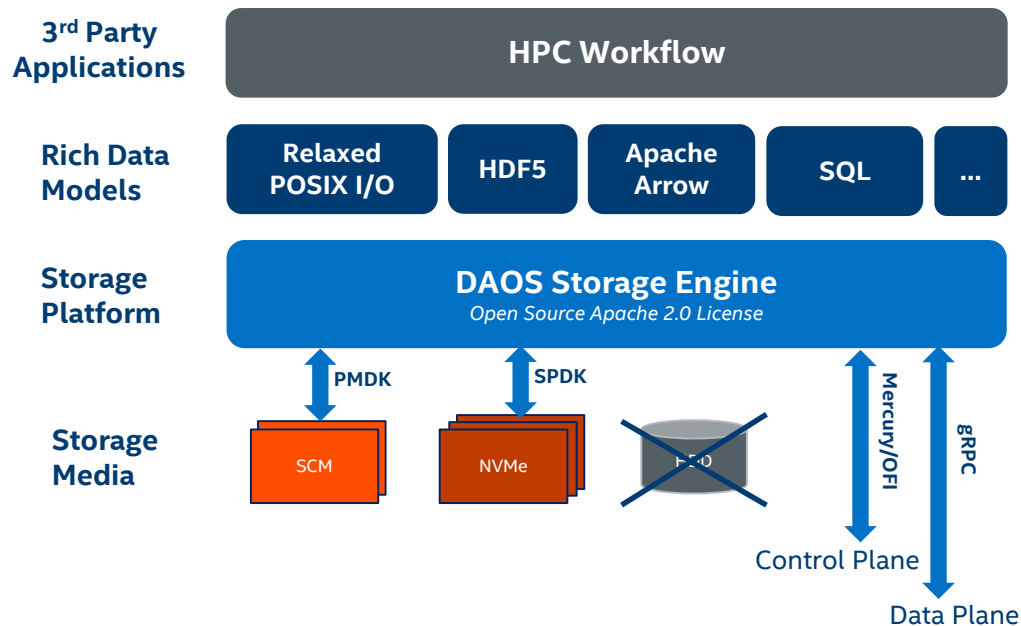 3rd Party
Applications
HPC Workflow
Rich Data
Models
Relaxed
POSIX I/O
HDF5
Apache
Arrow
SQL
...
Storage
Platform
DAOS Storage Engine
Open Source Apache 2.0 License
PMDK
SPDK
Mercury/OFI
gRPC
Storage
Media
SCM
NVMe
HDD
Control Plane
Data Plane